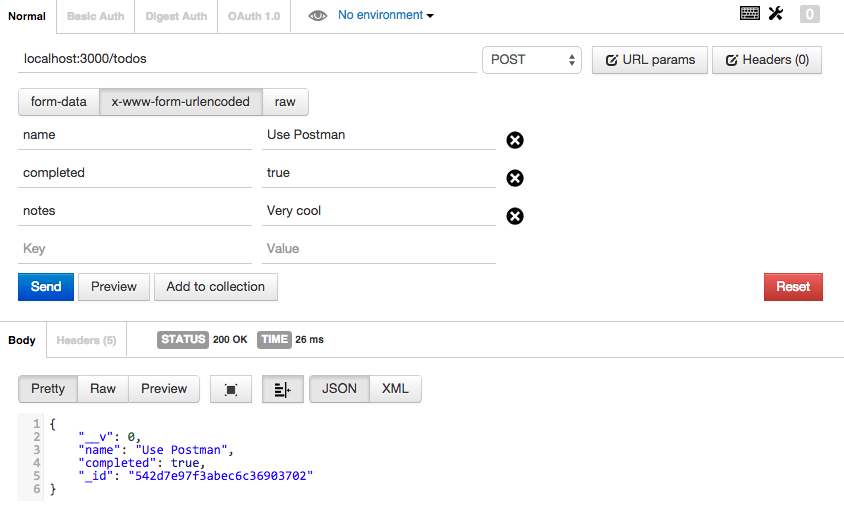 Normal Basic Auth Digest Auth OAuth 1.0 No environment 0
localhost:3000/todos POST URL params Headers (0)
form-data x-www-form-urlencoded raw
name Use Postman
completed true
notes Very cool
Key Value
Send Preview Add to collection Reset
Body Headers (5) STATUS 200 OK TIME 26 ms
Pretty Raw Preview JSON XML
1 {
2 "__v": 0,
3 "name": "Use Postman",
4 "completed": true,
5 "_id": "542d7e97f3abec6c36903702"
6 }